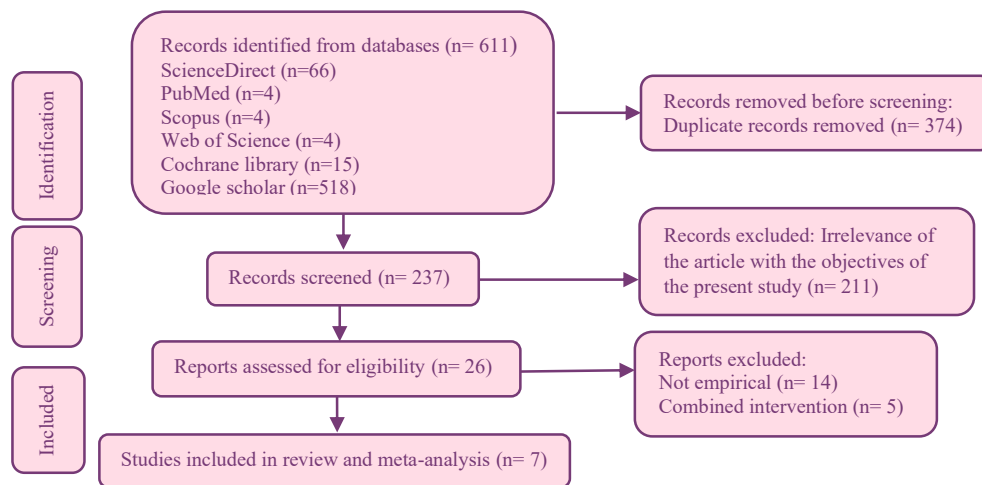 Identification
Records identified from databases (n= 611)
ScienceDirect (n=66)
PubMed (n=4)
Scopus (n=4)
Web of Science (n=4)
Cochrane library (n=15)
Google scholar (n=518)
Records removed before screening:
Duplicate records removed (n= 374)
Screening
Records screened (n= 237)
Records excluded: Irrelevance of
the article with the objectives of
the present study (n= 211)
Reports assessed for eligibility (n= 26)
Reports excluded:
Not empirical (n= 14)
Combined intervention (n= 5)
Included
Studies included in review and meta-analysis (n= 7)